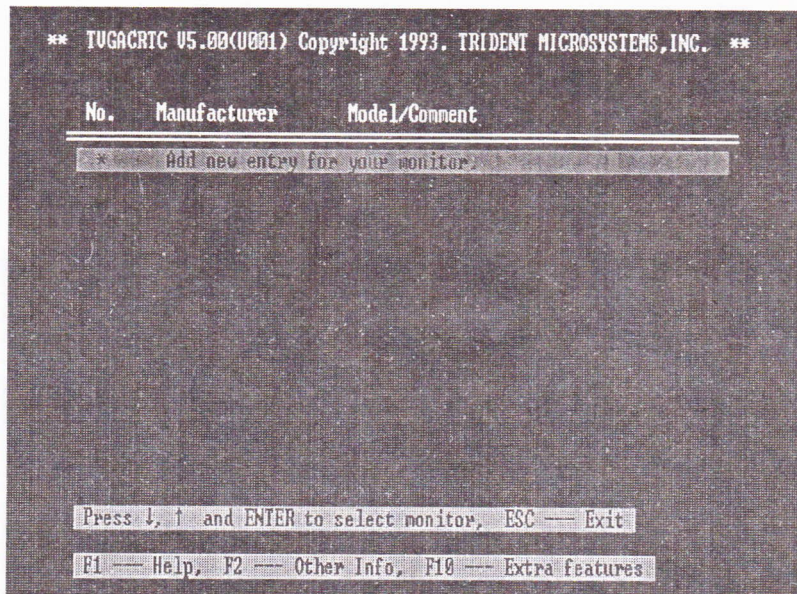 ** TVGACRTC V5.00(U001) Copyright 1993. TRIDENT MICROSYSTEMS,INC. **
No. Manufacturer Model/Comment
* Add new entry for your monitor.
Press ↓, ↑ and ENTER to select monitor, ESC —— Exit
F1 —— Help, F2 —— Other Info, F10 —— Extra features